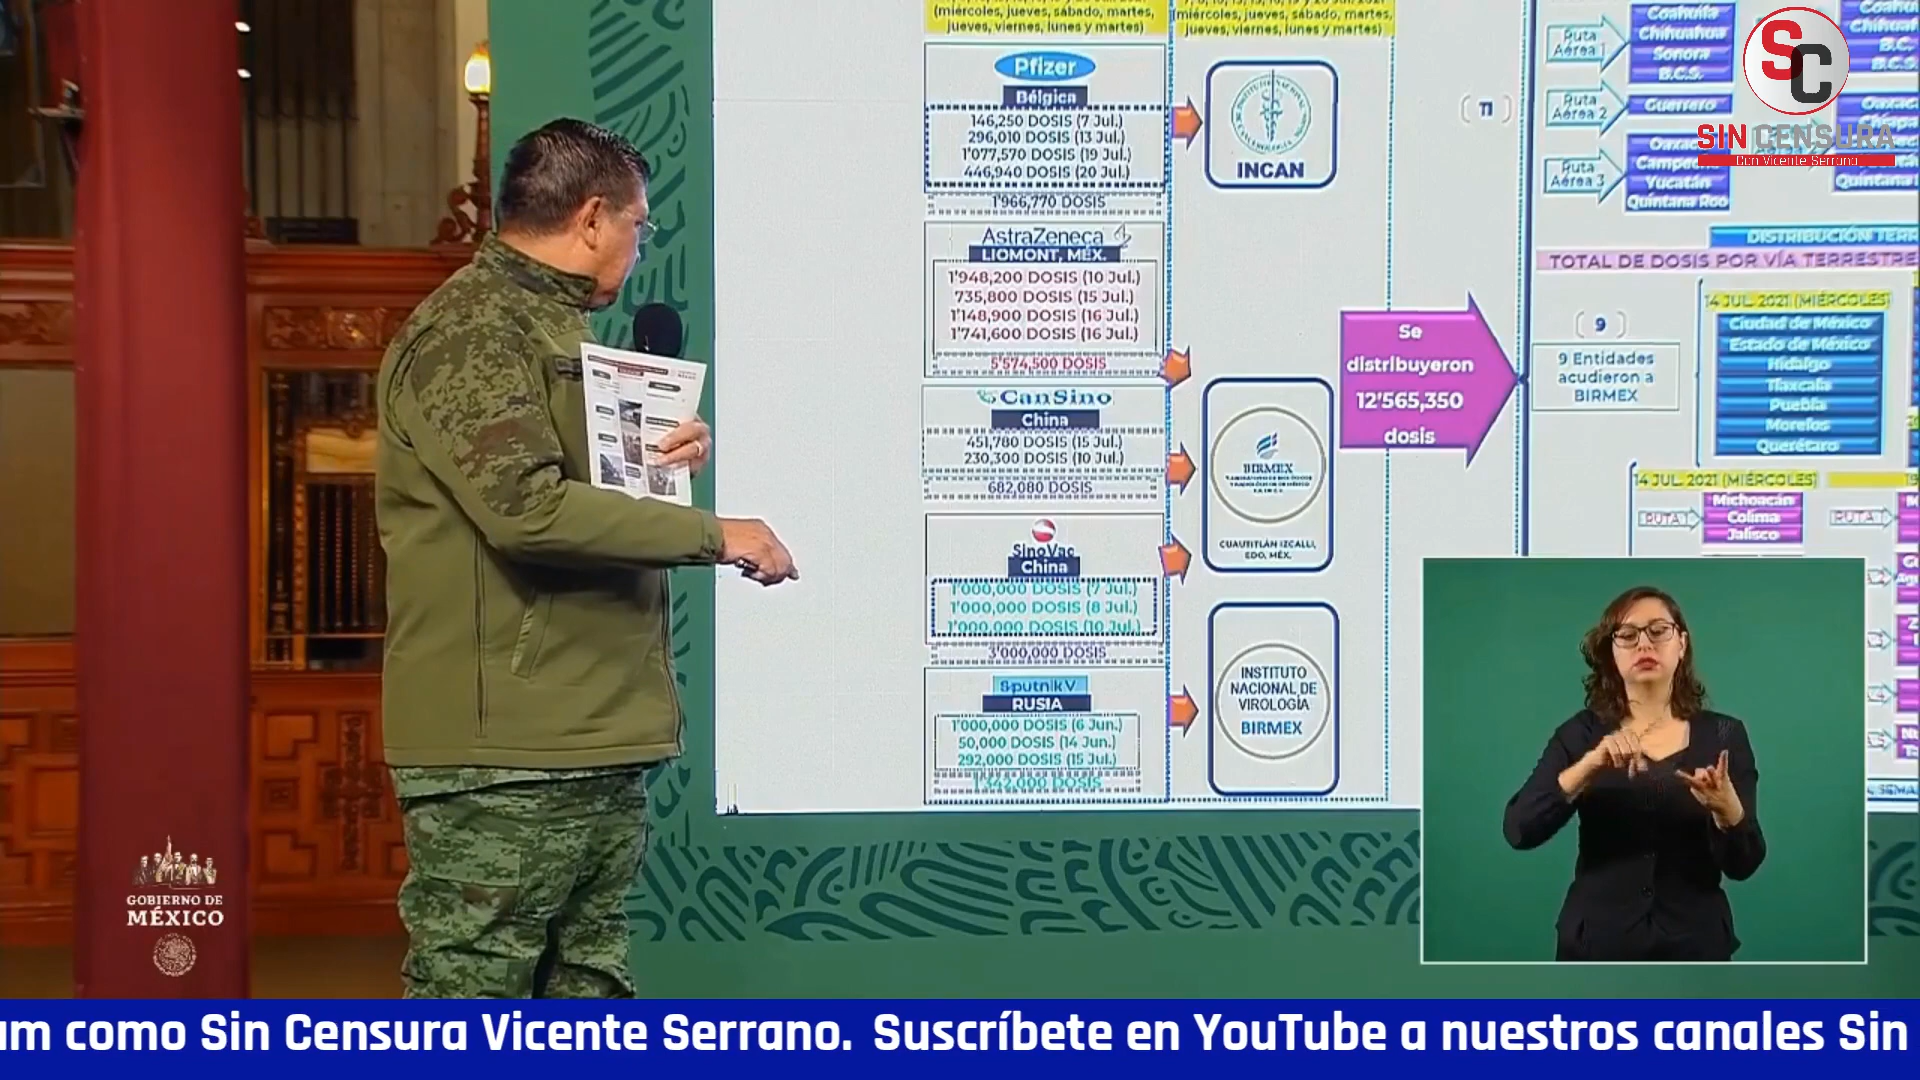 (miércoles, jueves, sábado, martes,
jueves, viernes, lunes y martes)
(miércoles, jueves, sábado, martes,
jueves, viernes, lunes y martes)
Pfizer
Bélgica
146,250 DOSIS (7 Jul.)
296,010 DOSIS (13 Jul.)
1'077,570 DOSIS (19 Jul.)
446,940 DOSIS (20 Jul.)
1'966,770 DOSIS
AstraZeneca
LIOMONT, MÉX.
1'948,200 DOSIS (10 Jul.)
735,800 DOSIS (15 Jul.)
1'148,900 DOSIS (16 Jul.)
1'741,600 DOSIS (16 Jul.)
5'574,500 DOSIS
CanSino
China
451,780 DOSIS (15 Jul.)
230,300 DOSIS (10 Jul.)
682,080 DOSIS
SinoVac
China
1'000,000 DOSIS (7 Jul.)
1'000,000 DOSIS (8 Jul.)
1'000,000 DOSIS (10 Jul.)
3'000,000 DOSIS
Sputnik V
RUSIA
1'000,000 DOSIS (6 Jun.)
50,000 DOSIS (14 Jun.)
292,000 DOSIS (15 Jul.)
1'342,000 DOSIS
INCAN
BIRMEX
CUAUTITLÁN IZCALLI,
EDO. MÉX.
INSTITUTO
NACIONAL DE
VIROLOGÍA
BIRMEX
Se
distribuyeron
12'565,350
dosis
11
Ruta
Aérea 1
Coahuila
Chihuahua
Sonora
B.C.S.
Ruta
Aérea 2
Guerrero
Ruta
Aérea 3
Oaxaca
Yucatán
Quintana Roo
B.C.
B.C.S.
SC
SIN CENSURA
Con Vicente Serrano
DISTRIBUCIÓN TERR
TOTAL DE DOSIS POR VÍA TERRESTRE
9
9 Entidades
acudieron a
BIRMEX
14 JUL. 2021 (MIÉRCOLES)
Ciudad de México
Estado de México
Hidalgo
Tlaxcala
Puebla
Morelos
Querétaro
14 JUL. 2021 (MIÉRCOLES)
RUTA 1
Michoacán
Colima
Jalisco
RUTA 1
GOBIERNO DE
MÉXICO
am como Sin Censura Vicente Serrano. Suscríbete en YouTube a nuestros canales Sin